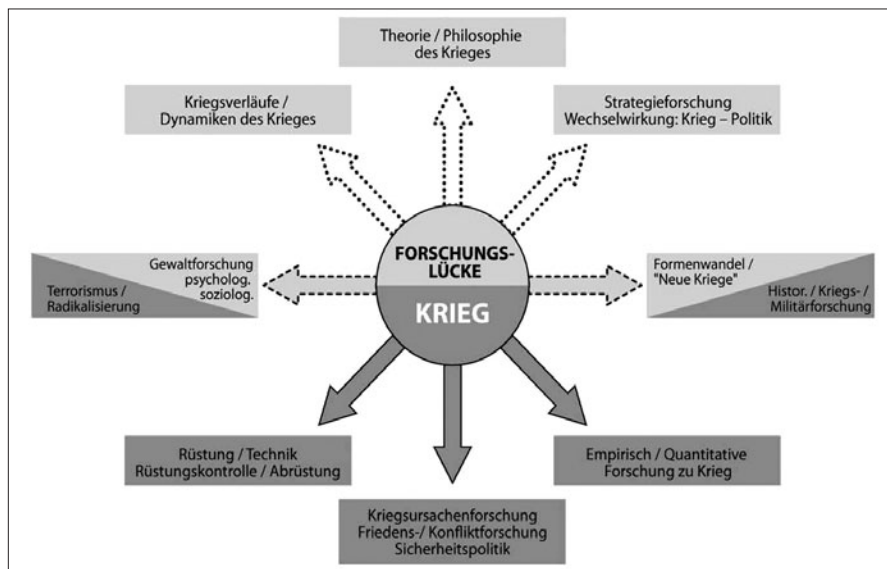 Theorie / Philosophie
des Krieges
Kriegsverläufe /
Dynamiken des Krieges
Strategieforschung
Wechselwirkung: Krieg – Politik
Gewaltforschung
psycholog.
soziolog.
Terrorismus /
Radikalisierung
FORSCHUNGS-
LÜCKE
KRIEG
Formenwandel /
"Neue Kriege"
Histor. / Kriegs- /
Militärforschung
Rüstung / Technik
Rüstungskontrolle / Abrüstung
Empirisch / Quantitative
Forschung zu Krieg
Kriegsursachenforschung
Friedens-/ Konfliktforschung
Sicherheitspolitik